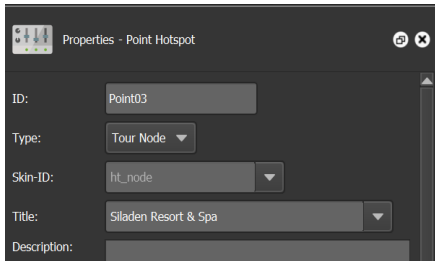 Properties - Point Hotspot
ID: Point03
Type: Tour Node
Skin-ID: ht_node
Title: Siladen Resort & Spa
Description: